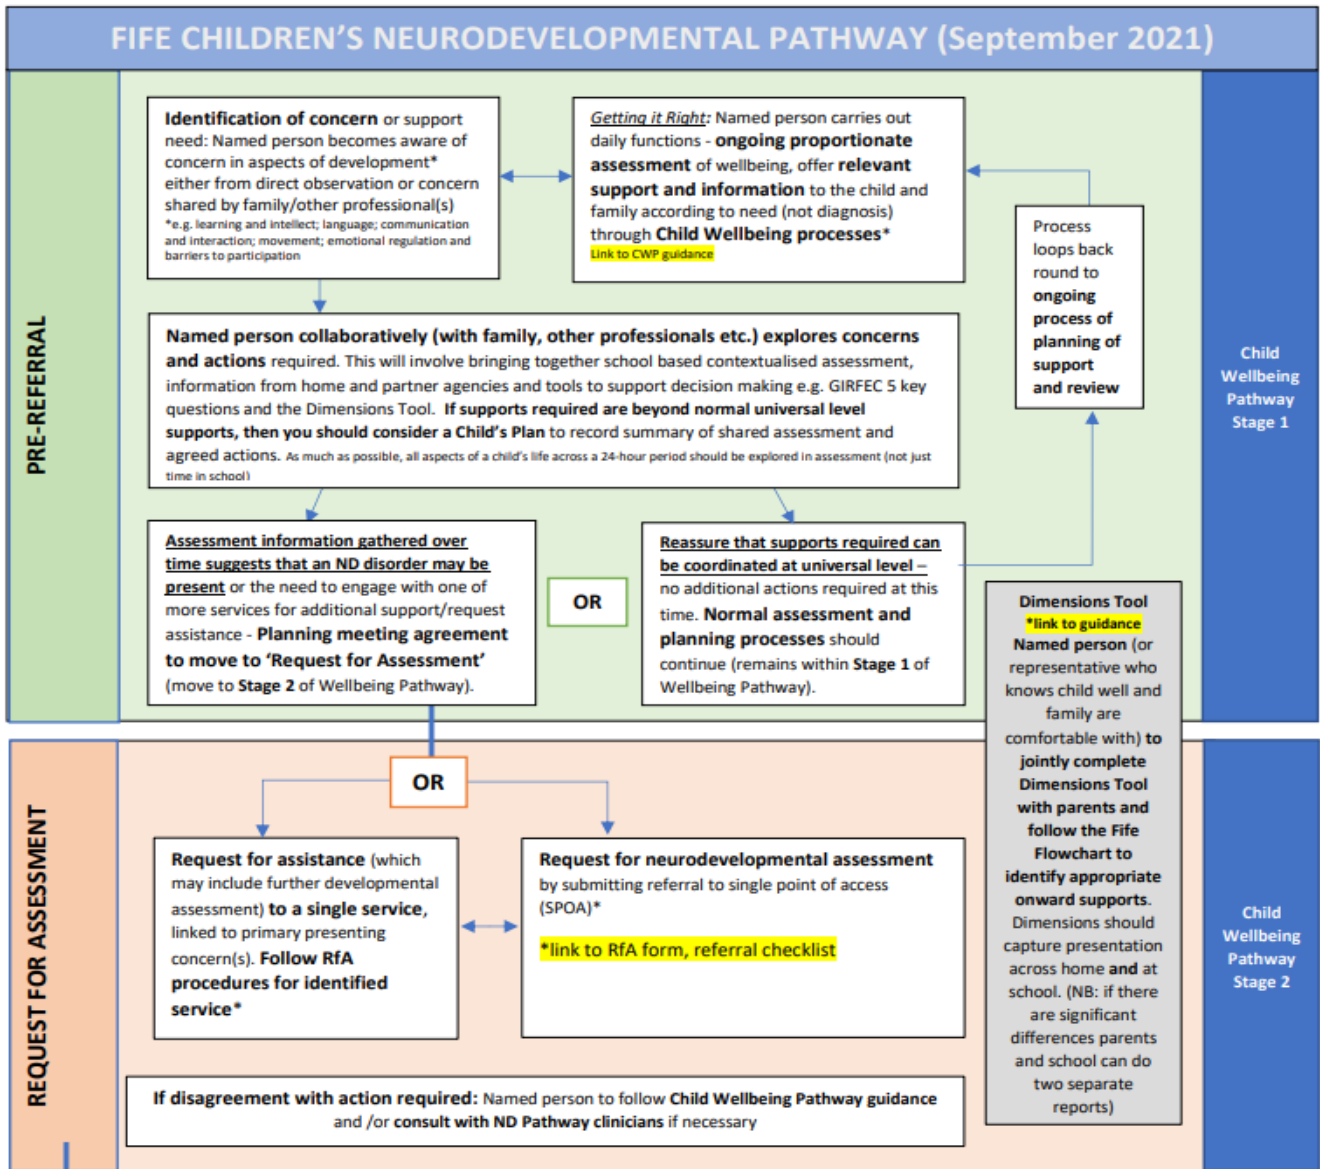 FIFE CHILDREN'S NEURODEVELOPMENTAL PATHWAY (September 2021)
PRE-REFERRAL
Identification of concern or support
need: Named person becomes aware of
concern in aspects of development*
either from direct observation or concern
shared by family/other professional(s)
*e.g. learning and intellect; language; communication
and interaction; movement; emotional regulation and
barriers to participation
Getting it Right: Named person carries out
daily functions - ongoing proportionate
assessment of wellbeing, offer relevant
support and information to the child and
family according to need (not diagnosis)
through Child Wellbeing processes*
Link to CWP guidance
Process
loops back
round to
ongoing
process of
planning of
support
and review
Child
Wellbeing
Pathway
Stage 1
Named person collaboratively (with family, other professionals etc.) explores concerns
and actions required. This will involve bringing together school based contextualised assessment,
information from home and partner agencies and tools to support decision making e.g. GIRFEC 5 key
questions and the Dimensions Tool. If supports required are beyond normal universal level
supports, then you should consider a Child's Plan to record summary of shared assessment and
agreed actions. As much as possible, all aspects of a child's life across a 24-hour period should be explored in assessment (not just
time in school)
Assessment information gathered over
time suggests that an ND disorder may be
present or the need to engage with one of
more services for additional support/request
assistance - Planning meeting agreement
to move to 'Request for Assessment'
(move to Stage 2 of Wellbeing Pathway).
OR
Reassure that supports required can
be coordinated at universal level –
no additional actions required at this
time. Normal assessment and
planning processes should
continue (remains within Stage 1 of
Wellbeing Pathway).
Dimensions Tool
*link to guidance
Named person (or
representative who
knows child well and
family are
comfortable with) to
jointly complete
Dimensions Tool
with parents and
follow the Fife
Flowchart to
identify appropriate
onward supports.
Dimensions should
capture presentation
across home and at
school. (NB: if there
are significant
differences parents
and school can do
two separate
reports)
REQUEST FOR ASSESSMENT
OR
Request for assistance (which
may include further developmental
assessment) to a single service,
linked to primary presenting
concern(s). Follow RfA
procedures for identified
service*
Request for neurodevelopmental assessment
by submitting referral to single point of access
(SPOA)*
*link to RfA form, referral checklist
Child
Wellbeing
Pathway
Stage 2
If disagreement with action required: Named person to follow Child Wellbeing Pathway guidance
and /or consult with ND Pathway clinicians if necessary